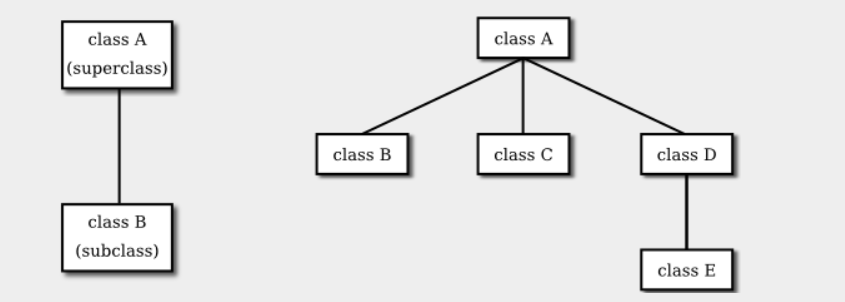 class A
(superclass)
class B
(subclass)
class A
class B
class C
class D
class E